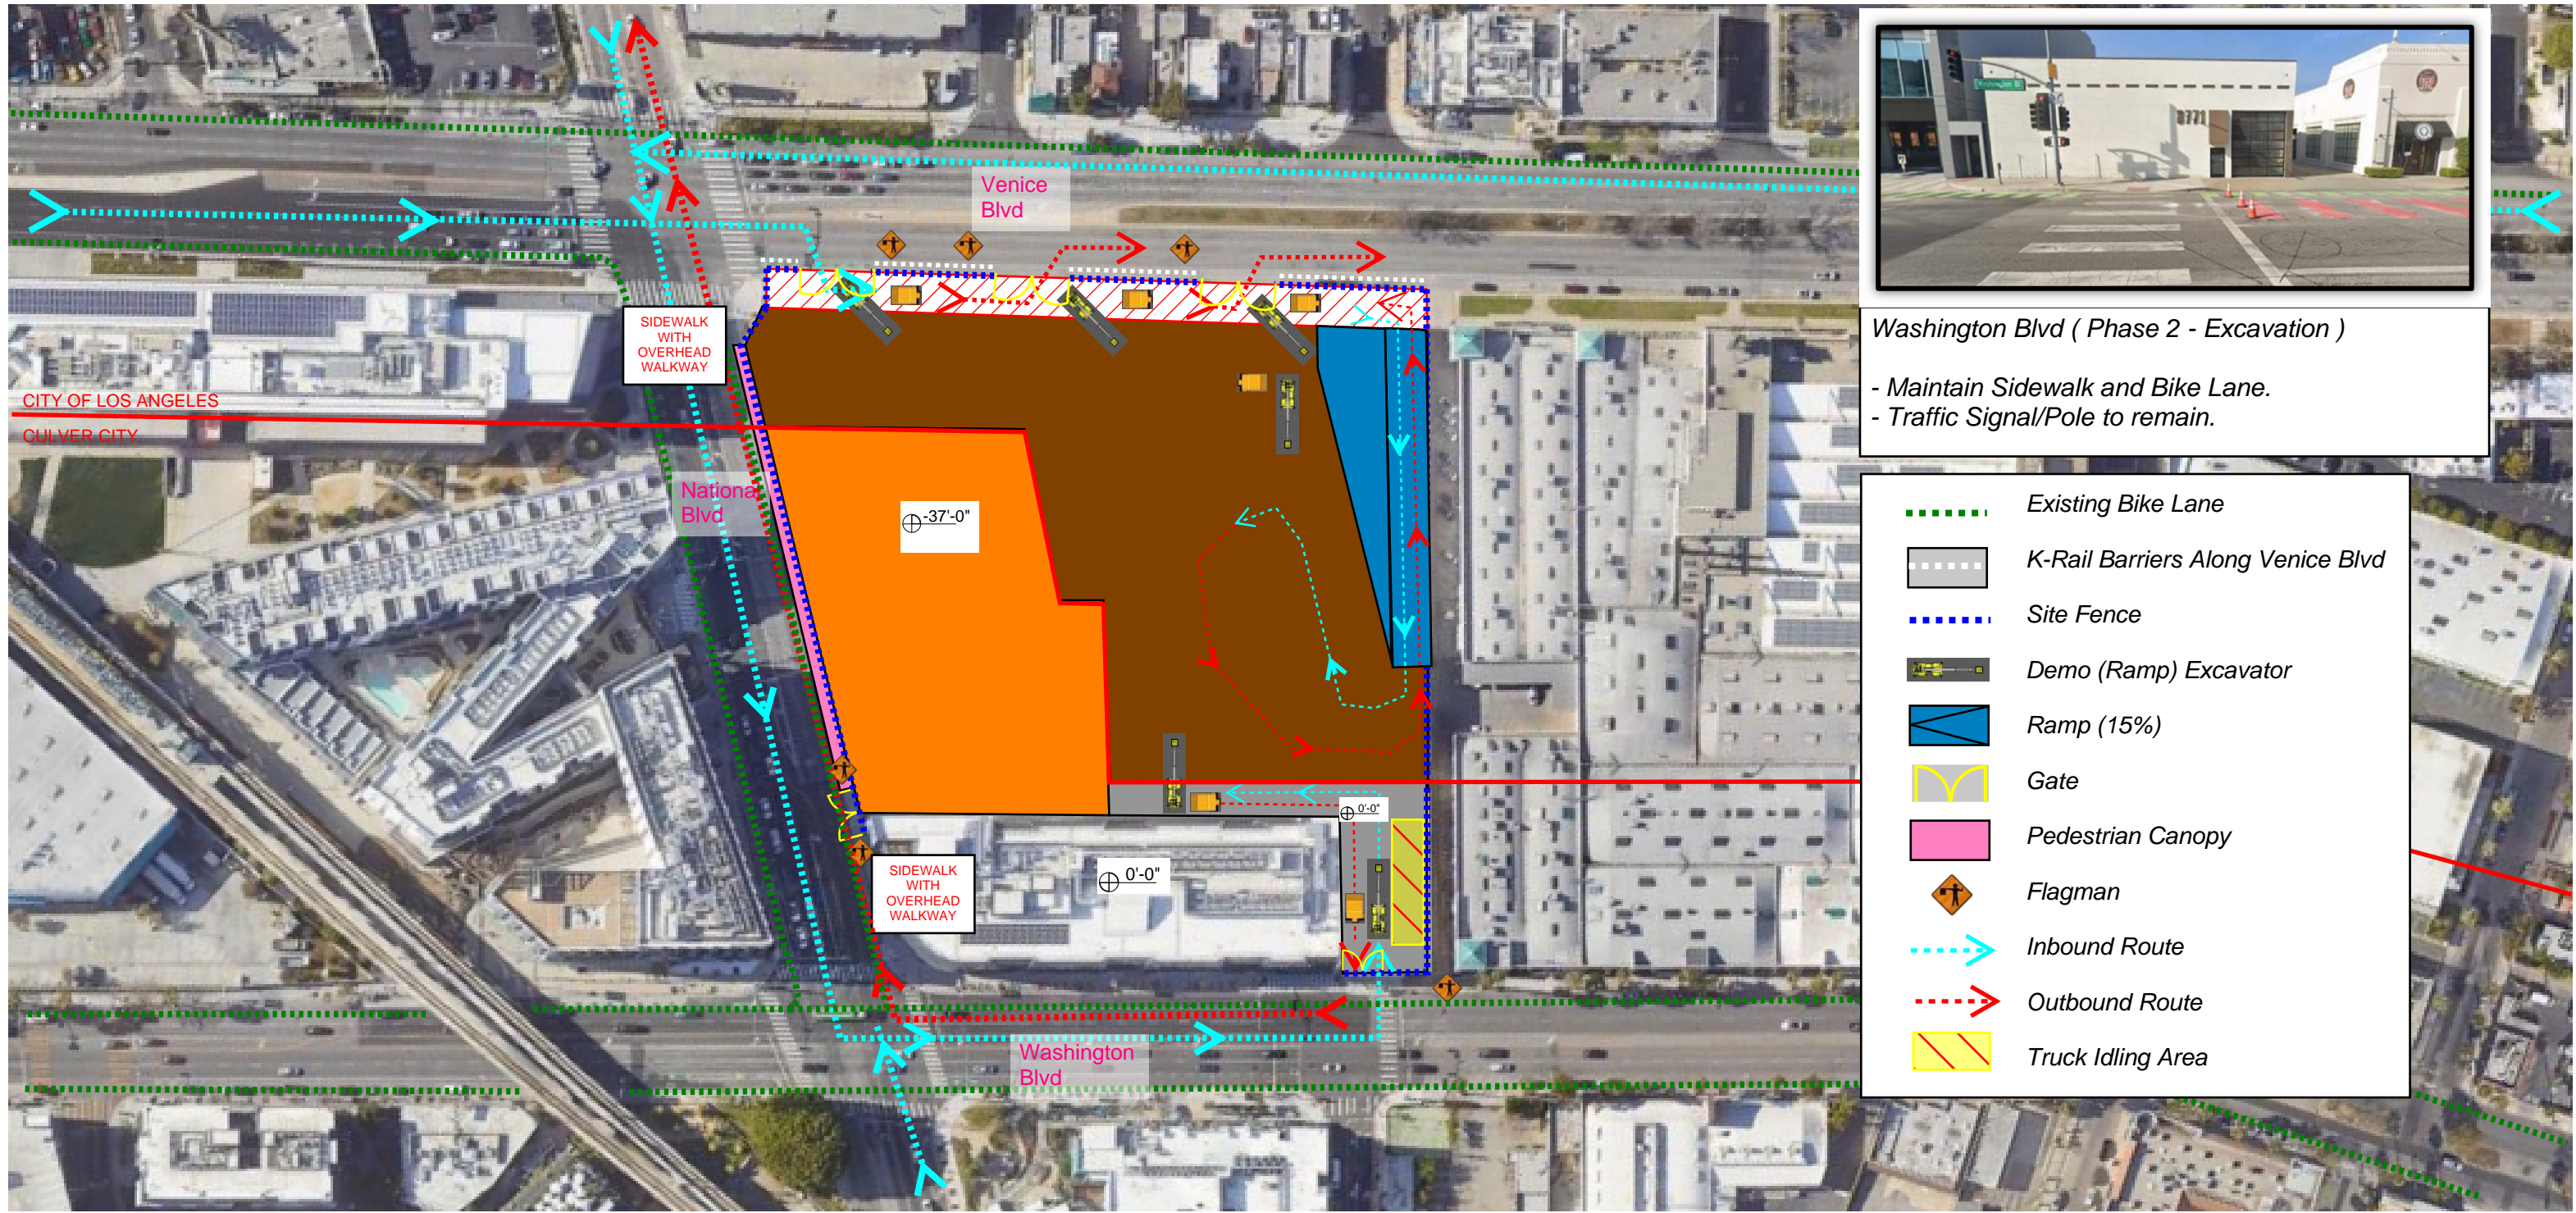 Venice
Blvd
SIDEWALK
WITH
OVERHEAD
WALKWAY
CITY OF LOS ANGELES
CULVER CITY
National
Blvd
-37'-0"
0'-0"
0'-0"
SIDEWALK
WITH
OVERHEAD
WALKWAY
Washington
Blvd
8771
Washington Blvd ( Phase 2 - Excavation )
- Maintain Sidewalk and Bike Lane.
- Traffic Signal/Pole to remain.
Existing Bike Lane
K-Rail Barriers Along Venice Blvd
Site Fence
Demo (Ramp) Excavator
Ramp (15%)
Gate
Pedestrian Canopy
Flagman
Inbound Route
Outbound Route
Truck Idling Area